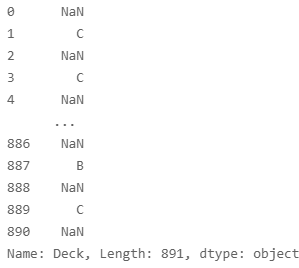 0 NaN
1 C
2 NaN
3 C
4 NaN
...
886 NaN
887 B
888 NaN
889 C
890 NaN
Name: Deck, Length: 891, dtype: object